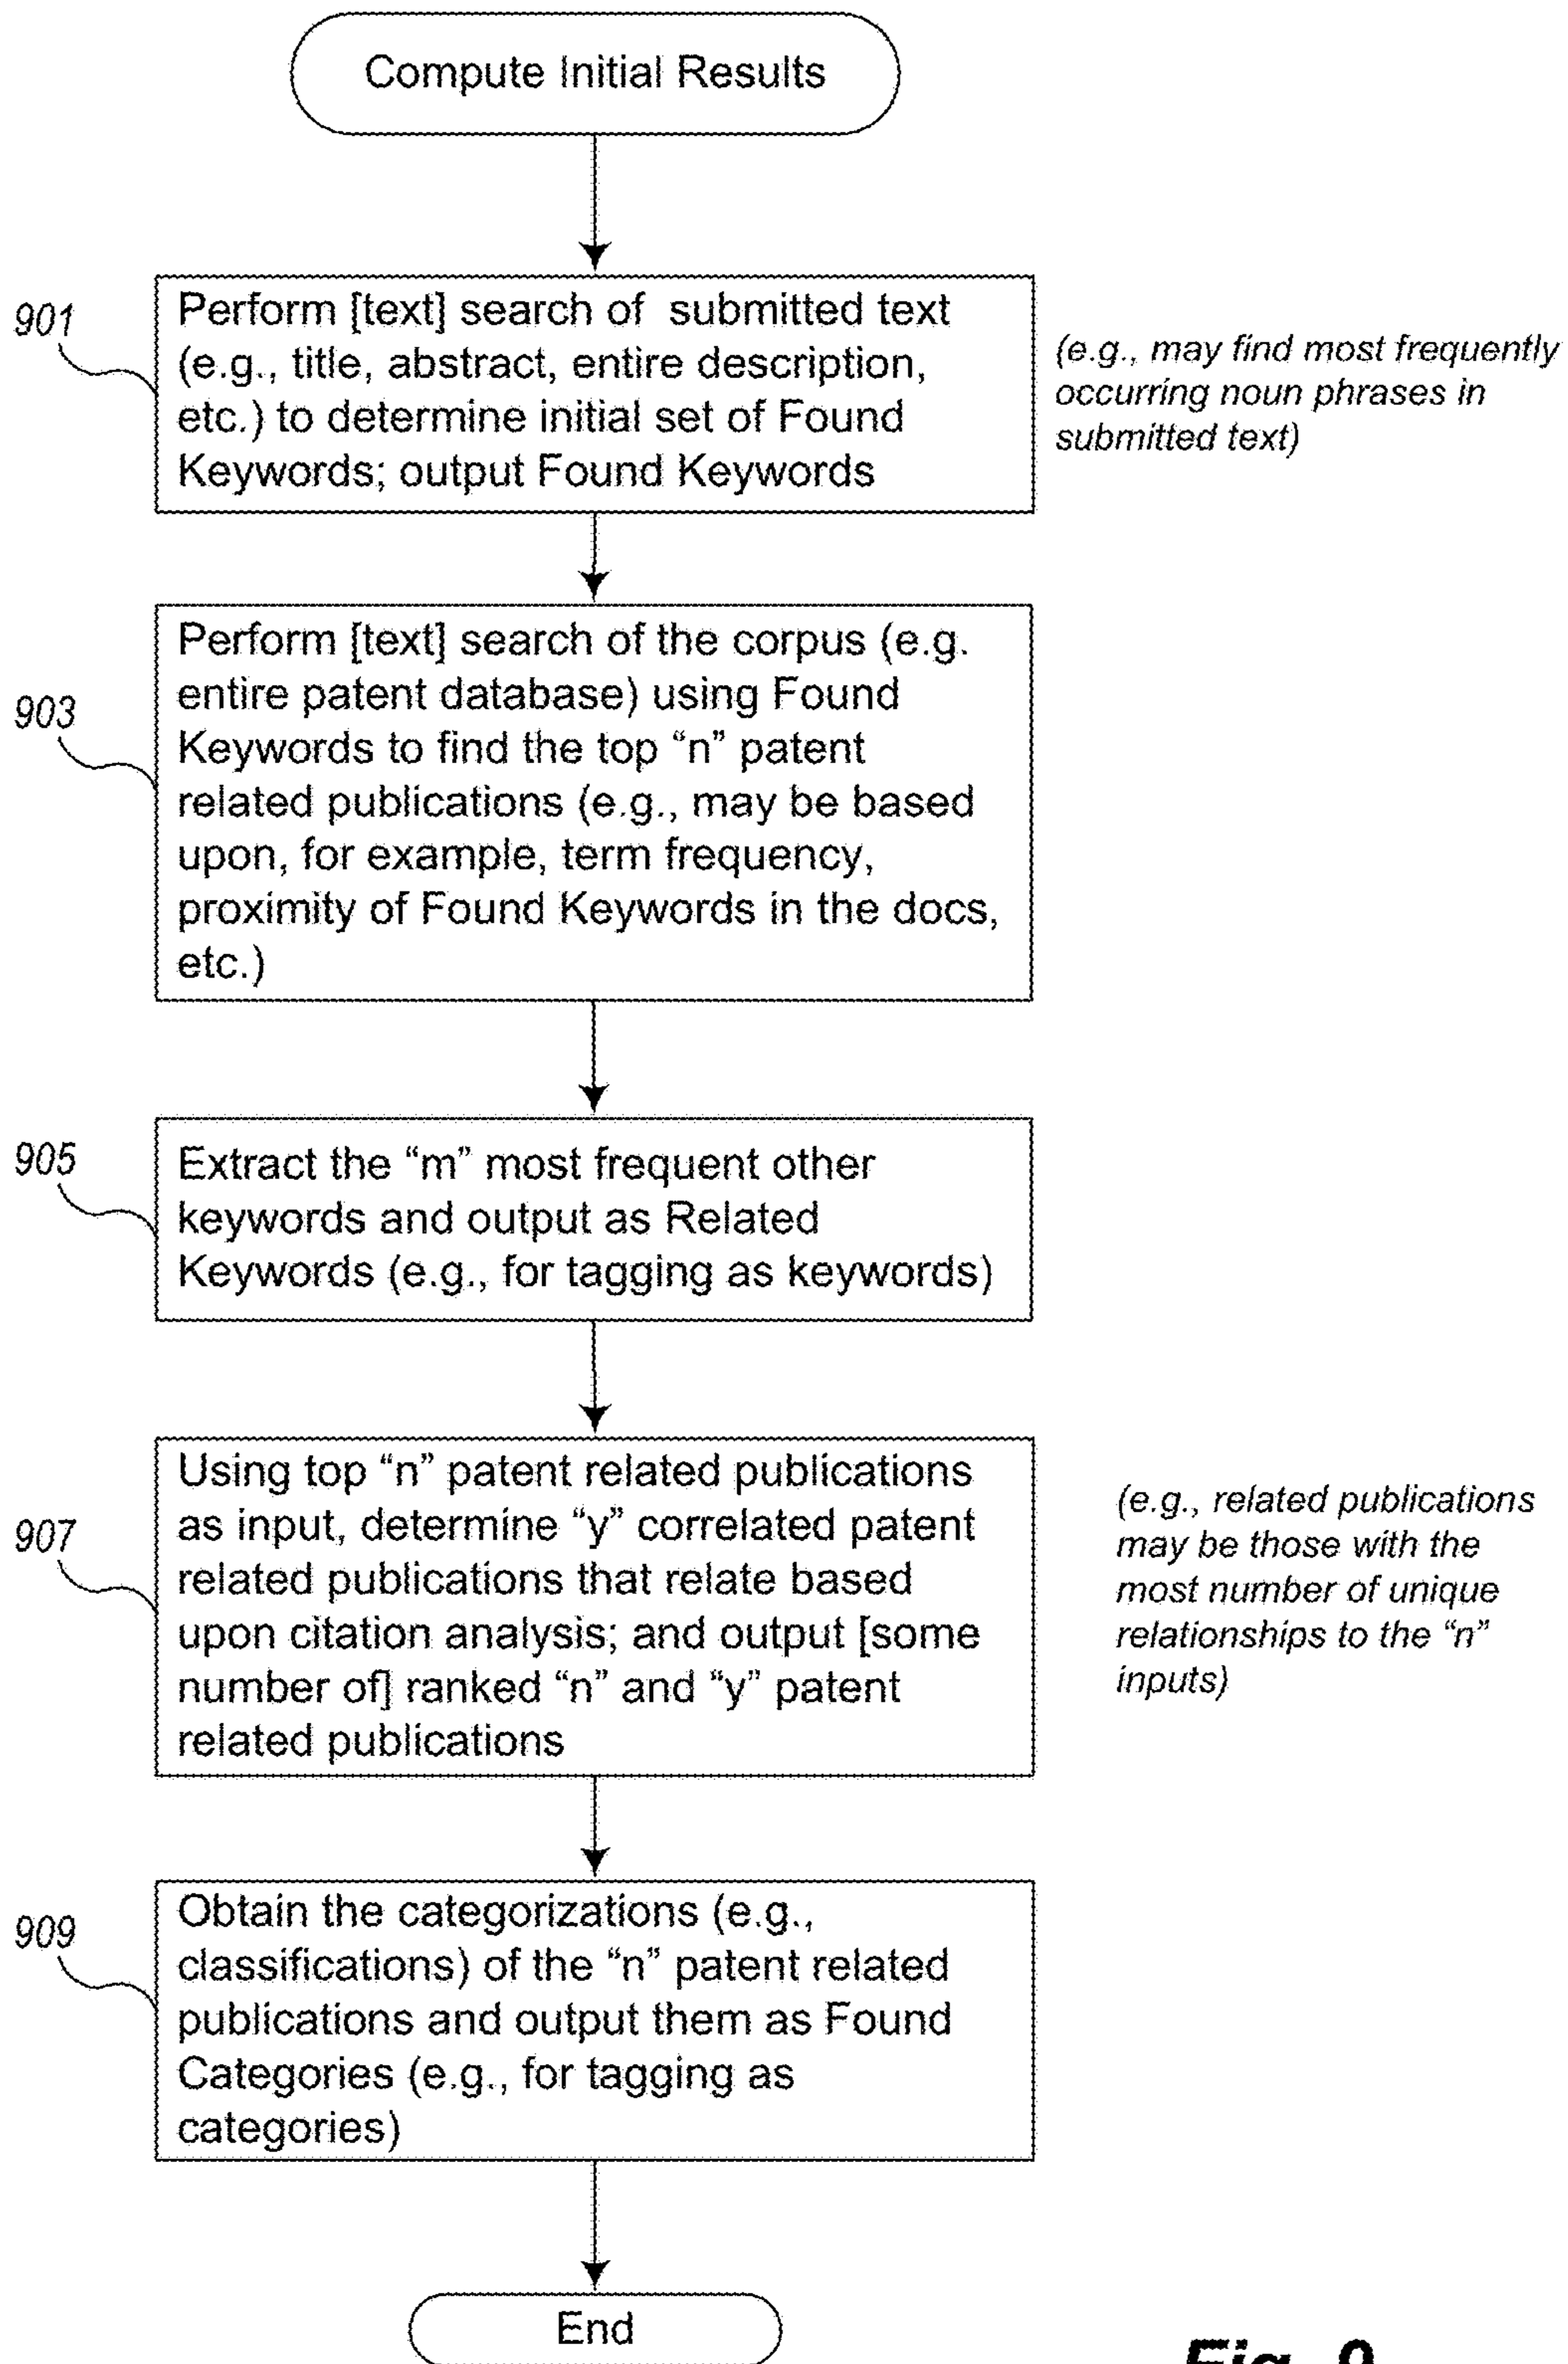 Compute Initial Results
901
Perform [text] search of submitted text
(e.g., title, abstract, entire description,
etc.) to determine initial set of Found
Keywords; output Found Keywords
(e.g., may find most frequently
occurring noun phrases in
submitted text)
903
Perform [text] search of the corpus (e.g.
entire patent database) using Found
Keywords to find the top “n” patent
related publications (e.g., may be based
upon, for example, term frequency,
proximity of Found Keywords in the docs,
etc.)
905
Extract the “m” most frequent other
keywords and output as Related
Keywords (e.g., for tagging as keywords)
907
Using top “n” patent related publications
as input, determine “y” correlated patent
related publications that relate based
upon citation analysis; and output [some
number of] ranked “n” and “y” patent
related publications
(e.g., related publications
may be those with the
most number of unique
relationships to the “n”
inputs)
909
Obtain the categorizations (e.g.,
classifications) of the “n” patent related
publications and output them as Found
Categories (e.g., for tagging as
categories)
End
Fig. 9